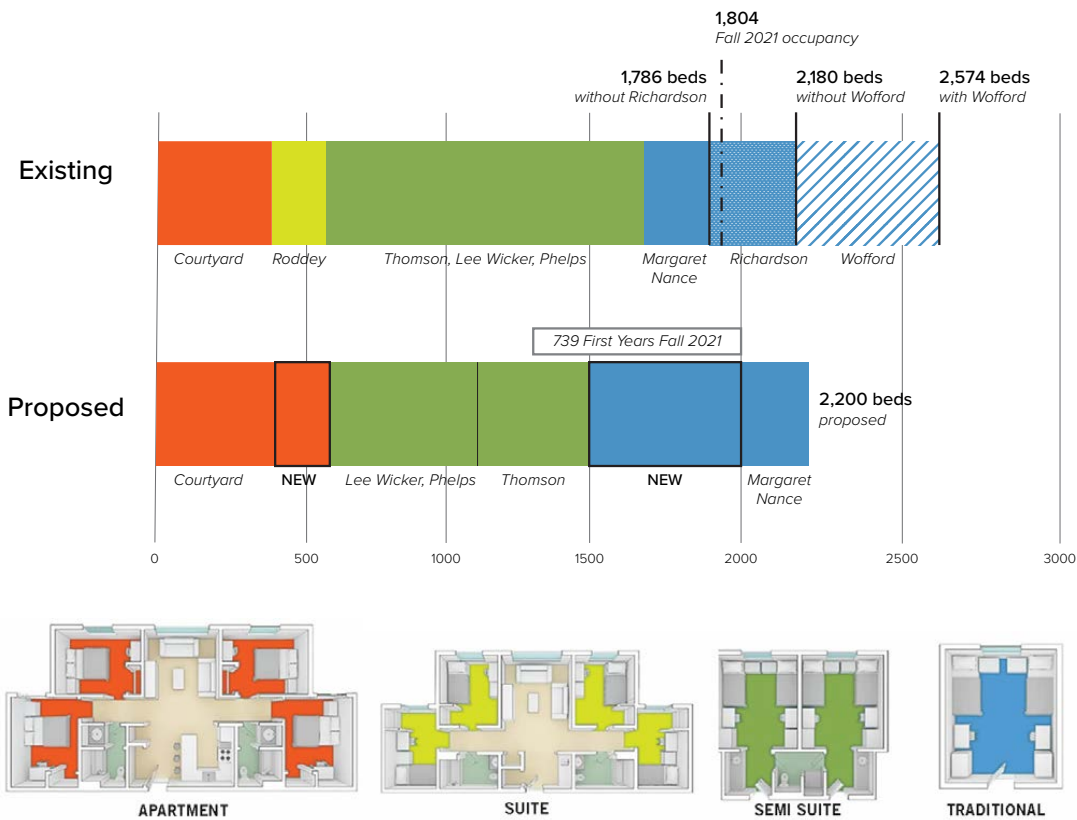 1,804
Fall 2021 occupancy
1,786 beds
without Richardson
2,180 beds
without Wofford
2,574 beds
with Wofford
Existing
Courtyard
Roddey
Thomson, Lee Wicker, Phelps
Margaret
Nance
Richardson
Wofford
739 First Years Fall 2021
Proposed
2,200 beds
proposed
Courtyard
NEW
Lee Wicker, Phelps
Thomson
NEW
Margaret
Nance
0
500
1000
1500
2000
2500
3000
APARTMENT
SUITE
SEMI SUITE
TRADITIONAL